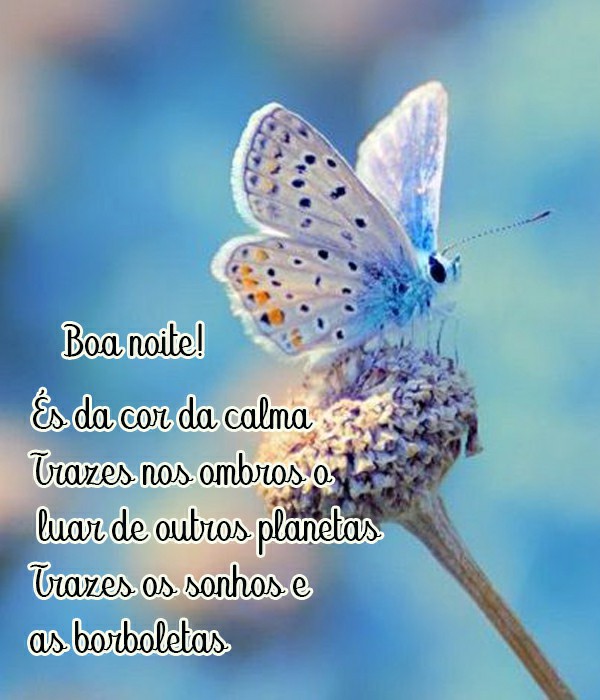 Boa noite!
És da cor da calma
Trazes nos ombros o
luar de outros planetas
Trazes os sonhos e
as borboletas